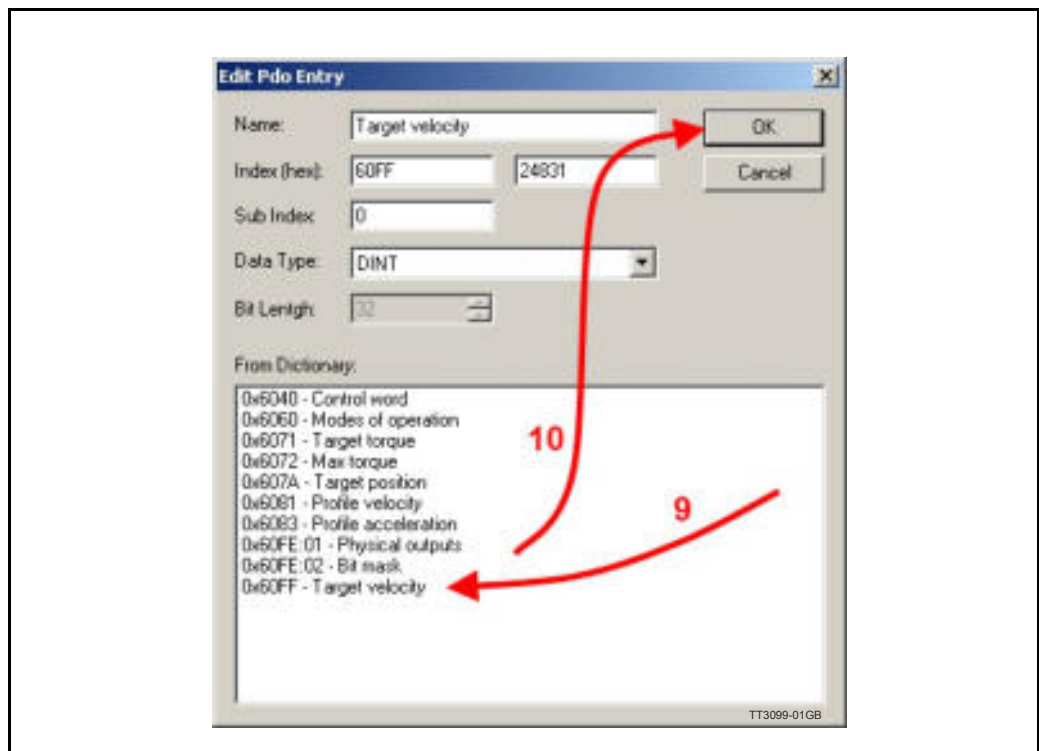 Edit Pdo Entry
Name: Target velocity OK
Index (hex): 60FF 24831 Cancel
Sub Index: 0
Data Type: DINT
Bit Lentgh: 32
From Dictionary:
0x6040 - Control word
0x6060 - Modes of operation
0x6071 - Target torque
0x6072 - Max torque
0x607A - Target position
0x6081 - Profile velocity
0x6083 - Profile acceleration
0x60FE:01 - Physical outputs
0x60FE:02 - Bit mask
0x60FF - Target velocity
10
9
TT3099-01GB